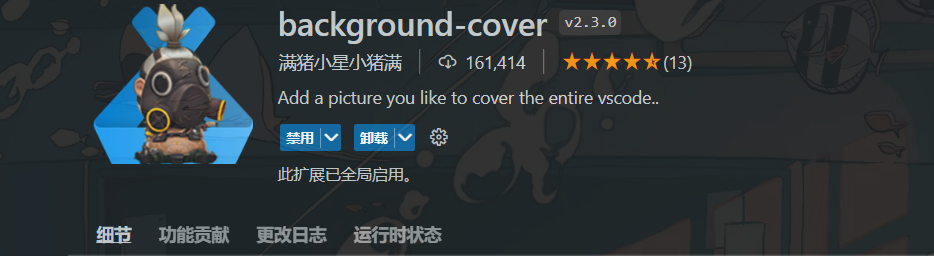 background-cover v2.3.0
满猪小星小猪满 161,414 (13)
Add a picture you like to cover the entire vscode..
禁用 卸载
此扩展已全局启用。
细节 功能贡献 更改日志 运行时状态